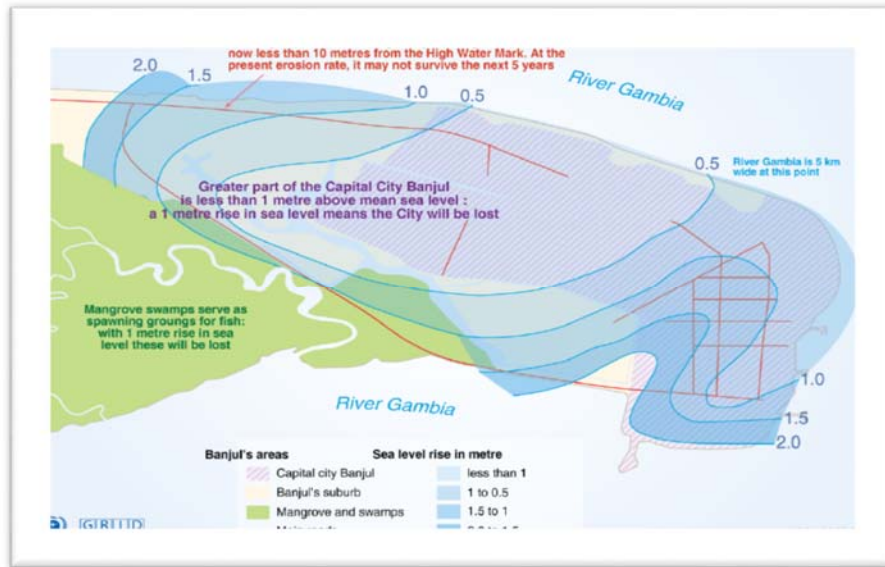 now less than 10 metres from the High Water Mark. At the
present erosion rate, it may not survive the next 5 years
River Gambia
2.0
1.5
1.0
0.5
0.5
River Gambia is 5 km
wide at this point
Greater part of the Capital City Banjul
is less than 1 metre above mean sea level :
a 1 metre rise in sea level means the City will be lost
Mangrove swamps serve as
spawning groungs for fish:
with 1 metre rise in sea
level these will be lost
River Gambia
1.0
1.5
2.0
Banjul's areas
Capital city Banjul
Banjul's suburb
Mangrove and swamps
Sea level rise in metre
less than 1
1 to 0.5
1.5 to 1
GRID